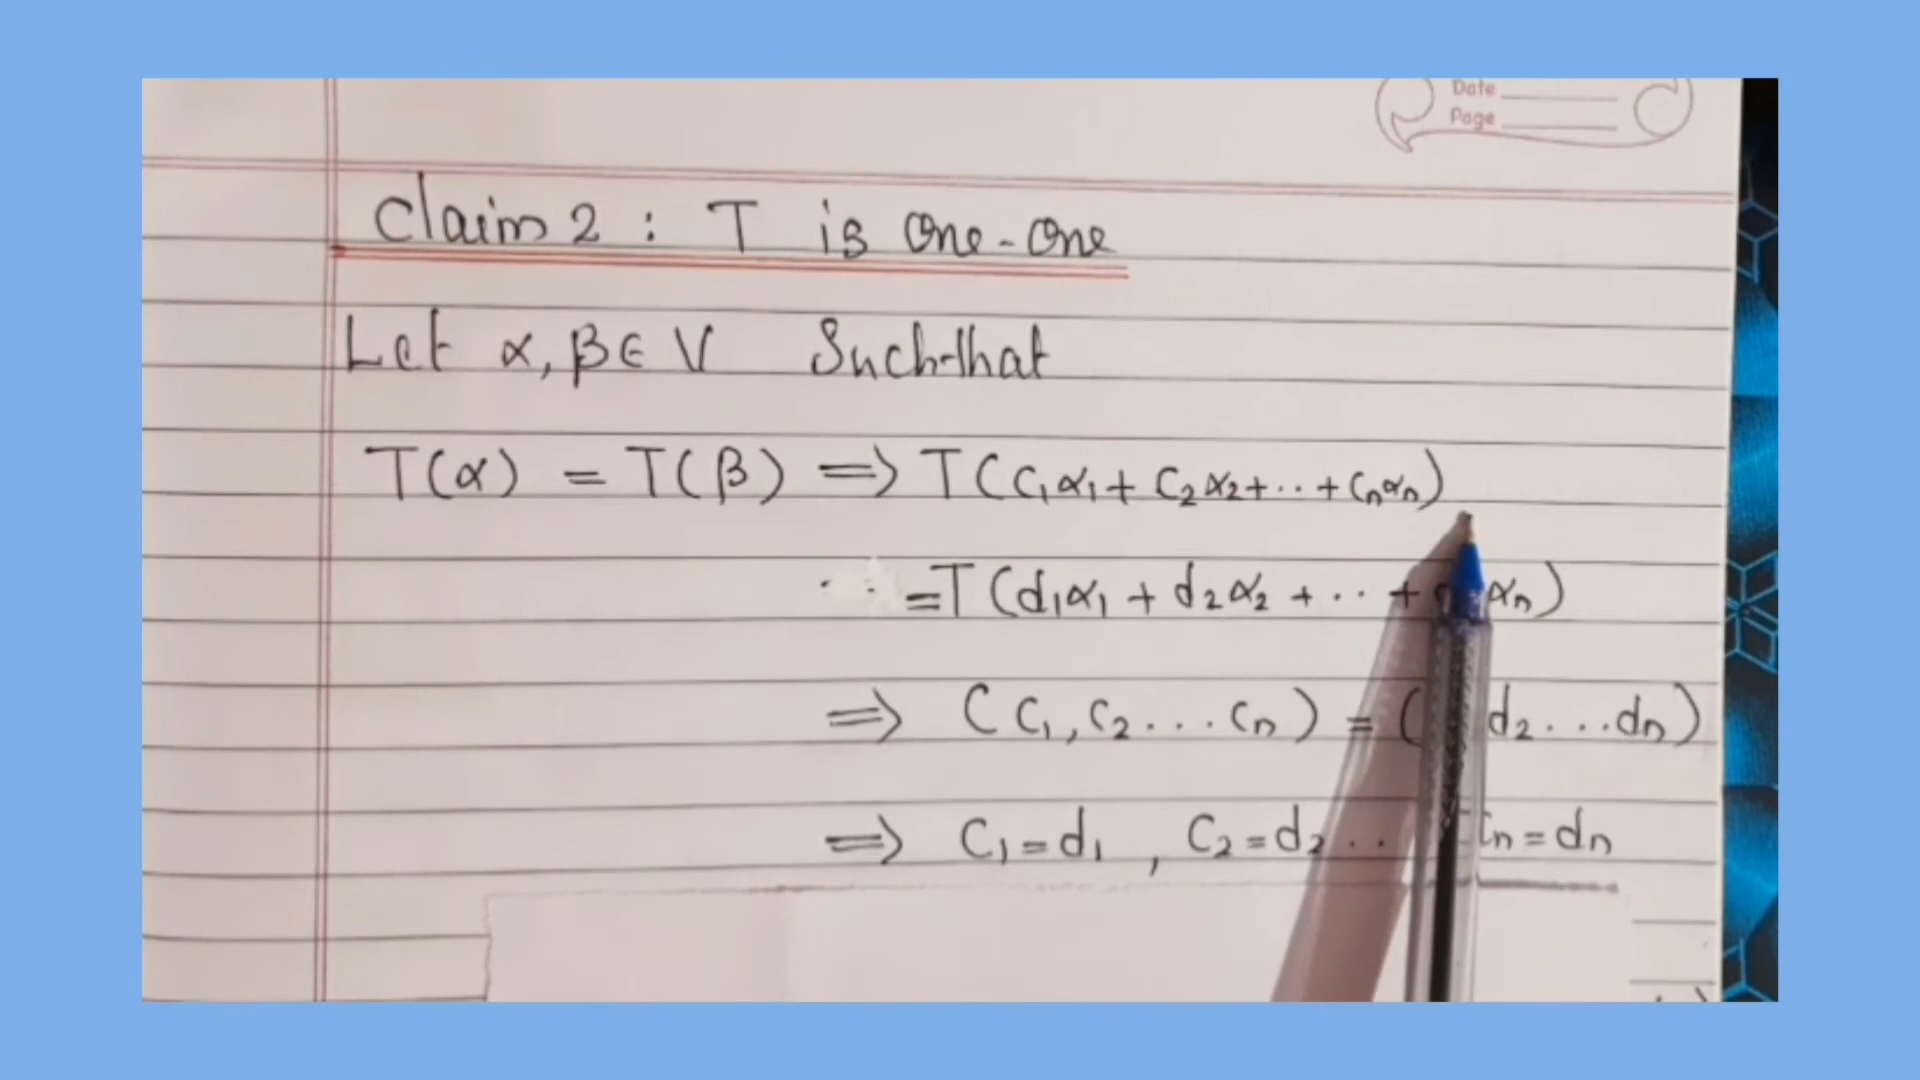 Date
Page
Claim 2 : T is one-one
Let α, β ∈ V Such that
T(α) = T(β) ⇒ T(c₁α₁ + c₂α₂ + .. + cₙαₙ)
= T(d₁α₁ + d₂α₂ + .. + αₙ)
⇒ (c₁, c₂ ... cₙ) = ( d₂ ... dₙ)
⇒ c₁ = d₁ , c₂ = d₂ .. cₙ = dₙ